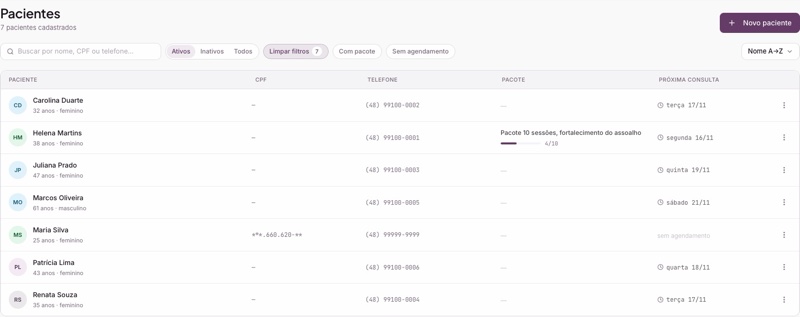 Pacientes
7 pacientes cadastrados
+ Novo paciente
Buscar por nome, CPF ou telefone...
Ativos Inativos Todos Limpar filtros 7 Com pacote Sem agendamento Nome A→Z
PACIENTE CPF TELEFONE PACOTE PRÓXIMA CONSULTA
CD Carolina Duarte — (48) 99100-0002 — terça 17/11
32 anos · feminino
HM Helena Martins — (48) 99100-0001 Pacote 10 sessões, fortalecimento do assoalho segunda 16/11
38 anos · feminino 4/10
JP Juliana Prado — (48) 99100-0003 — quinta 19/11
47 anos · feminino
MO Marcos Oliveira — (48) 99100-0005 — sábado 21/11
61 anos · masculino
MS Maria Silva ***.660.620-** (48) 99999-9999 — sem agendamento
25 anos · feminino
PL Patrícia Lima — (48) 99100-0006 — quarta 18/11
43 anos · feminino
RS Renata Souza — (48) 99100-0004 — terça 17/11
35 anos · feminino